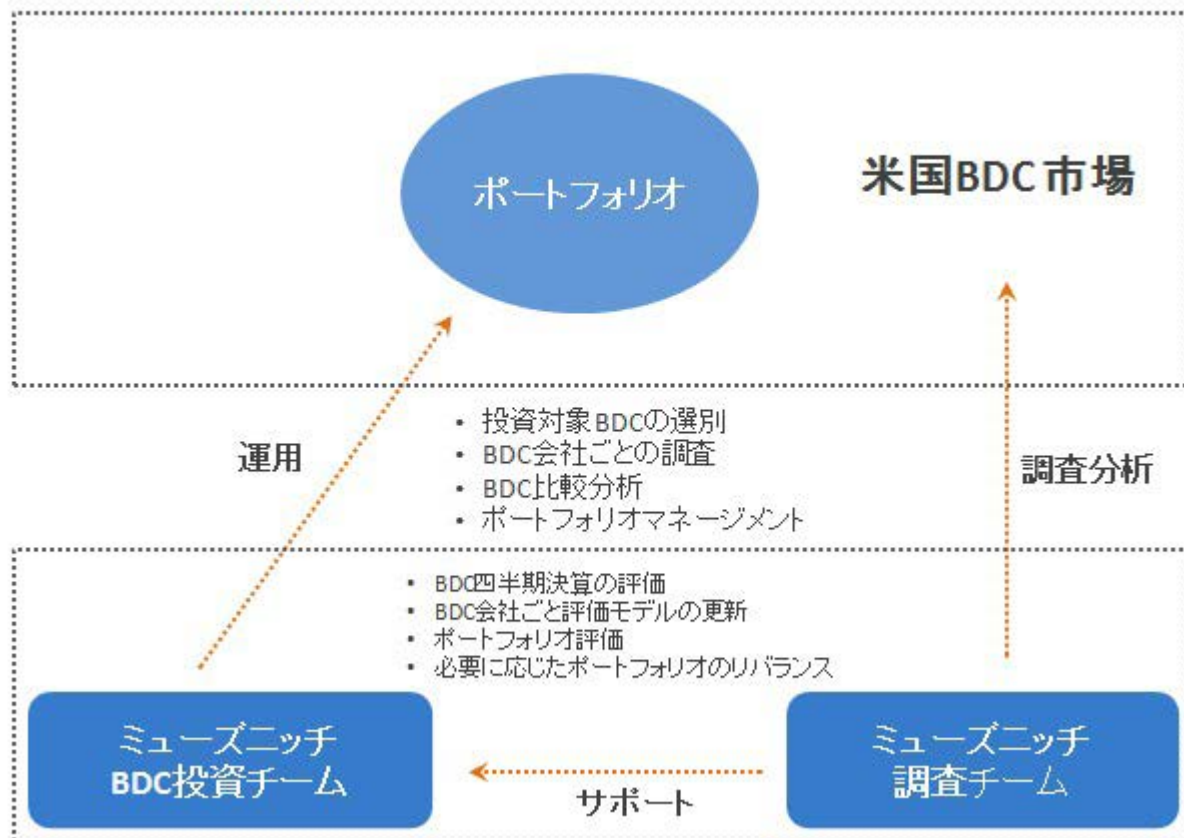 ポートフォリオ
米国BDC市場
運用
・ 投資対象BDCの選別
・ BDC会社ごとの調査
・ BDC比較分析
・ ポートフォリオマネージメント
調査分析
・ BDC四半期決算の評価
・ BDC会社ごと評価モデルの更新
・ ポートフォリオ評価
・ 必要に応じたポートフォリオのリバランス
ミューズニッチ
BDC投資チーム
サポート
ミューズニッチ
調査チーム